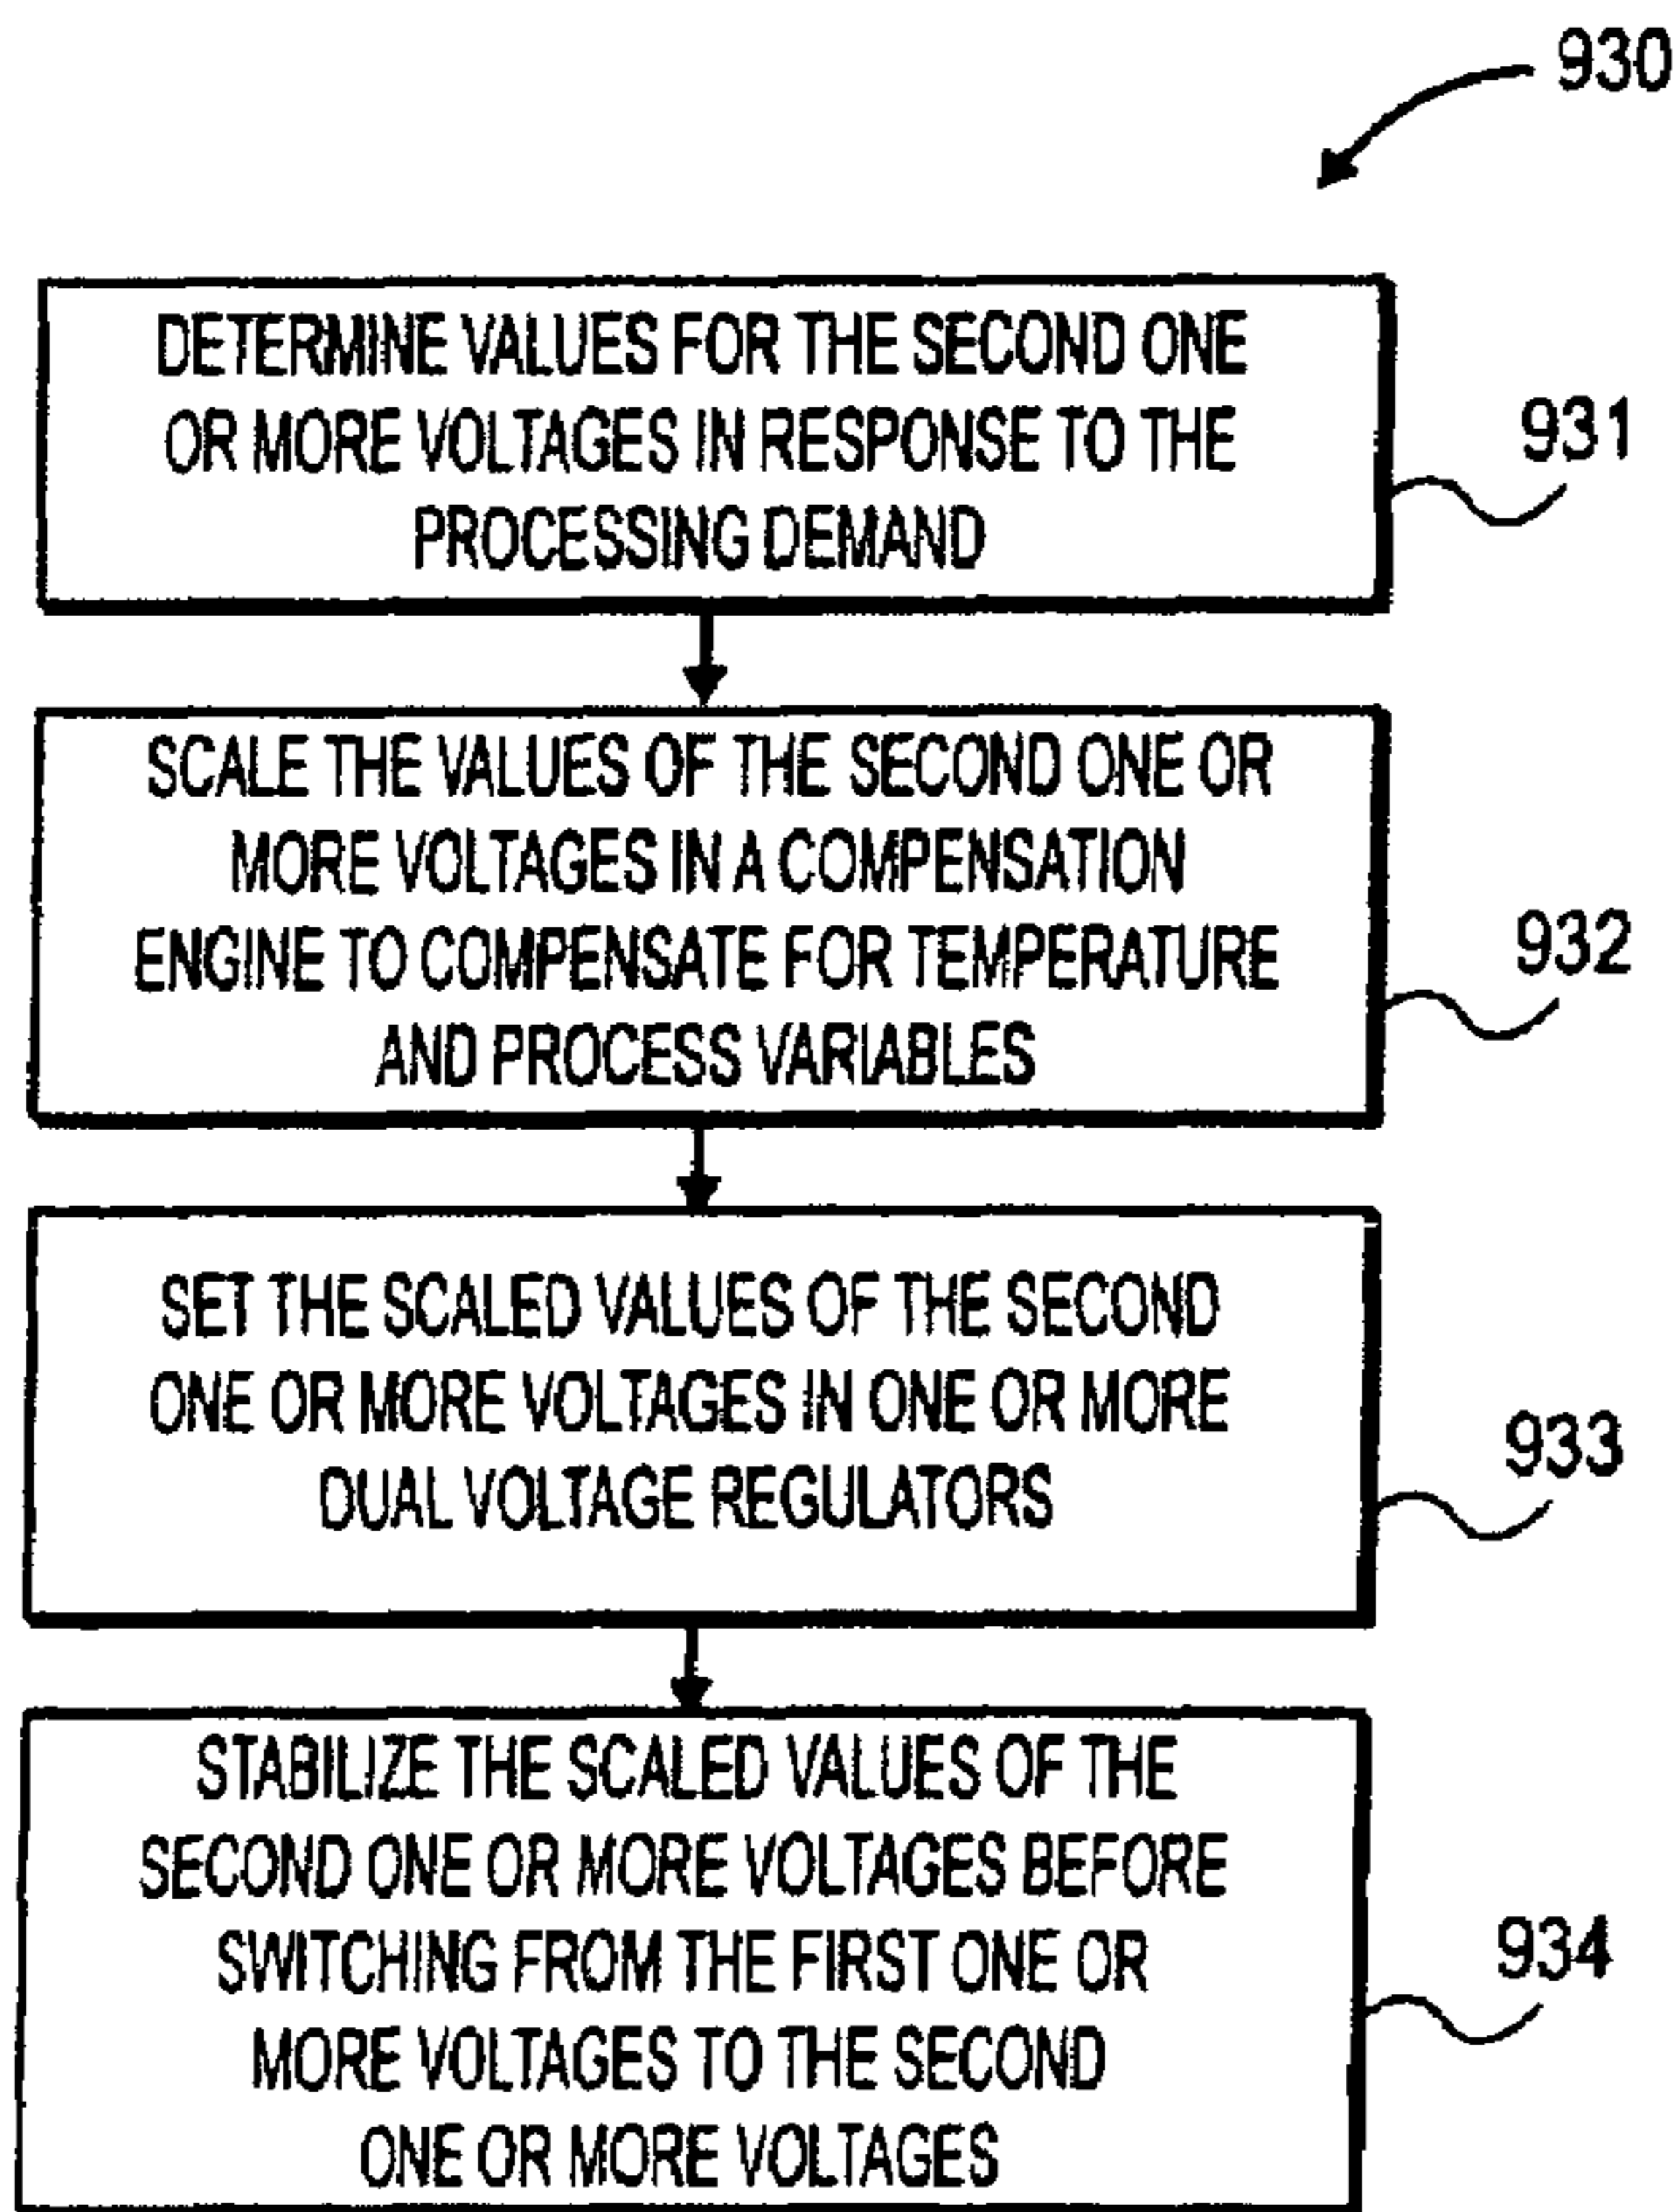 930
DETERMINE VALUES FOR THE SECOND ONE
OR MORE VOLTAGES IN RESPONSE TO THE
PROCESSING DEMAND
931
SCALE THE VALUES OF THE SECOND ONE OR
MORE VOLTAGES IN A COMPENSATION
ENGINE TO COMPENSATE FOR TEMPERATURE
AND PROCESS VARIABLES
932
SET THE SCALED VALUES OF THE SECOND
ONE OR MORE VOLTAGES IN ONE OR MORE
DUAL VOLTAGE REGULATORS
933
STABILIZE THE SCALED VALUES OF THE
SECOND ONE OR MORE VOLTAGES BEFORE
SWITCHING FROM THE FIRST ONE OR
MORE VOLTAGES TO THE SECOND
ONE OR MORE VOLTAGES
934